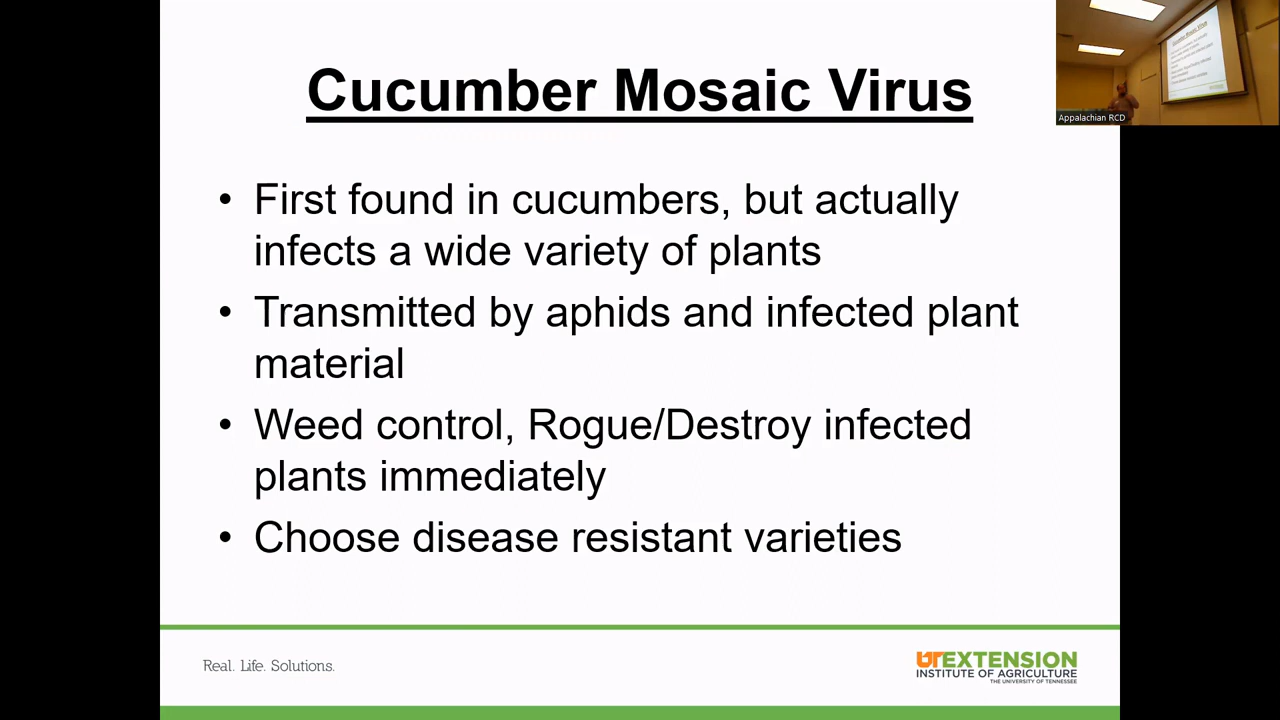 Cucumber Mosaic Virus
Appalachian RCD
• First found in cucumbers, but actually
infects a wide variety of plants
• Transmitted by aphids and infected plant
material
• Weed control, Rogue/Destroy infected
plants immediately
• Choose disease resistant varieties
Real. Life. Solutions.
UTEXTENSION
INSTITUTE OF AGRICULTURE
THE UNIVERSITY OF TENNESSEE